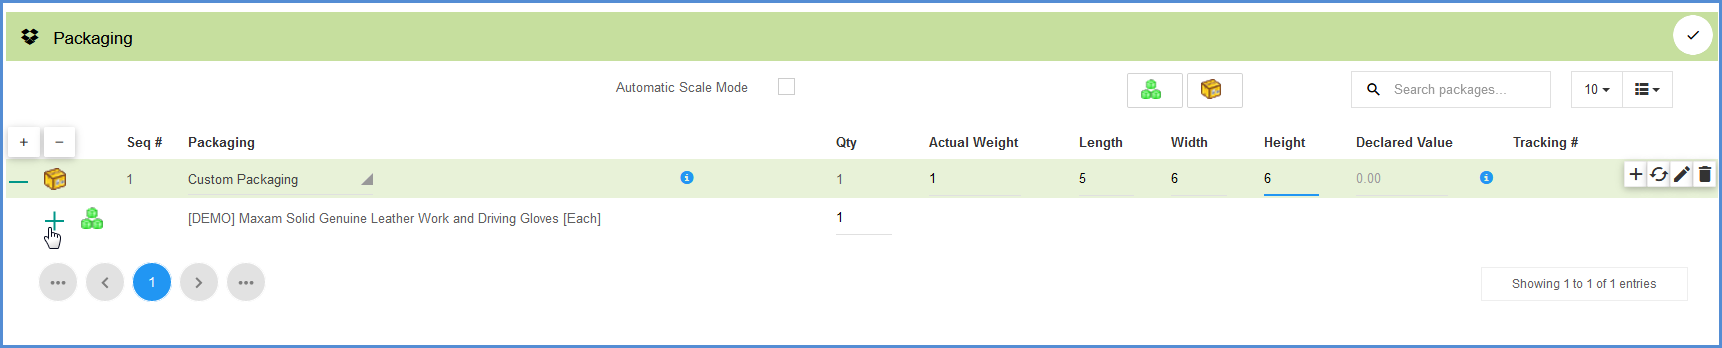 Packaging
Automatic Scale Mode
Search packages...
10
Seq # Packaging Qty Actual Weight Length Width Height Declared Value Tracking #
1 Custom Packaging 1 1 5 6 6 0.00
[DEMO] Maxam Solid Genuine Leather Work and Driving Gloves [Each] 1
1
Showing 1 to 1 of 1 entries